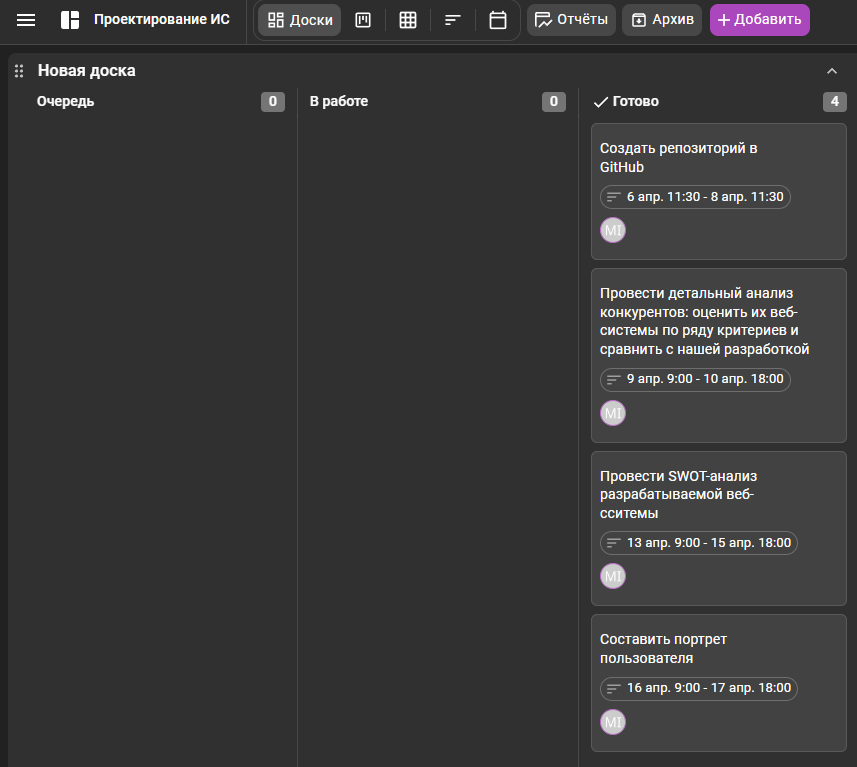 Проектирование ИС
Доски
Отчёты
Архив
Добавить
Новая доска
Очередь
0
В работе
0
Готово
4
Создать репозиторий в
GitHub
6 апр. 11:30 - 8 апр. 11:30
MI
Провести детальный анализ
конкурентов: оценить их веб-
системы по ряду критериев и
сравнить с нашей разработкой
9 апр. 9:00 - 10 апр. 18:00
MI
Провести SWOT-анализ
разрабатываемой веб-
сситемы
13 апр. 9:00 - 15 апр. 18:00
MI
Составить портрет
пользователя
16 апр. 9:00 - 17 апр. 18:00
MI